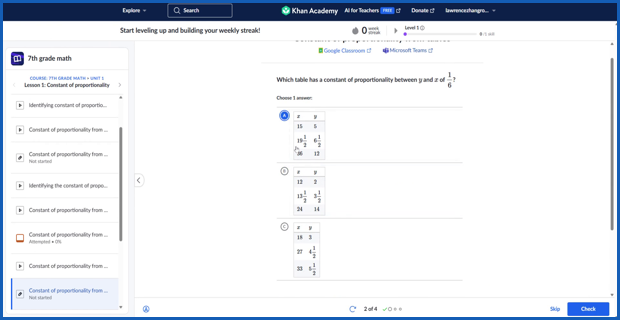 Explore
Search
Khan Academy
AI for Teachers FREE
Donate
lawrencezhangro...
Start leveling up and building your weekly streak!
0 week streak
Level 1
0 /1 skill
7th grade math
COURSE: 7TH GRADE MATH > UNIT 1
Lesson 1: Constant of proportionality
Identifying constant of proportio...
Constant of proportionality from ...
Constant of proportionality from ...
Not started
Identifying the constant of propo...
Constant of proportionality from ...
Constant of proportionality from ...
Attempted • 0%
Constant of proportionality from ...
Constant of proportionality from ...
Not started
Google Classroom
Microsoft Teams
Which table has a constant of proportionality between y and x of 1/6?
Choose 1 answer:
A
x y
15 5
19 1/2 6 1/2
36 12
B
x y
12 2
13 1/2 3 1/2
24 14
C
x y
18 3
27 4 1/2
33 5 1/2
2 of 4
Skip
Check